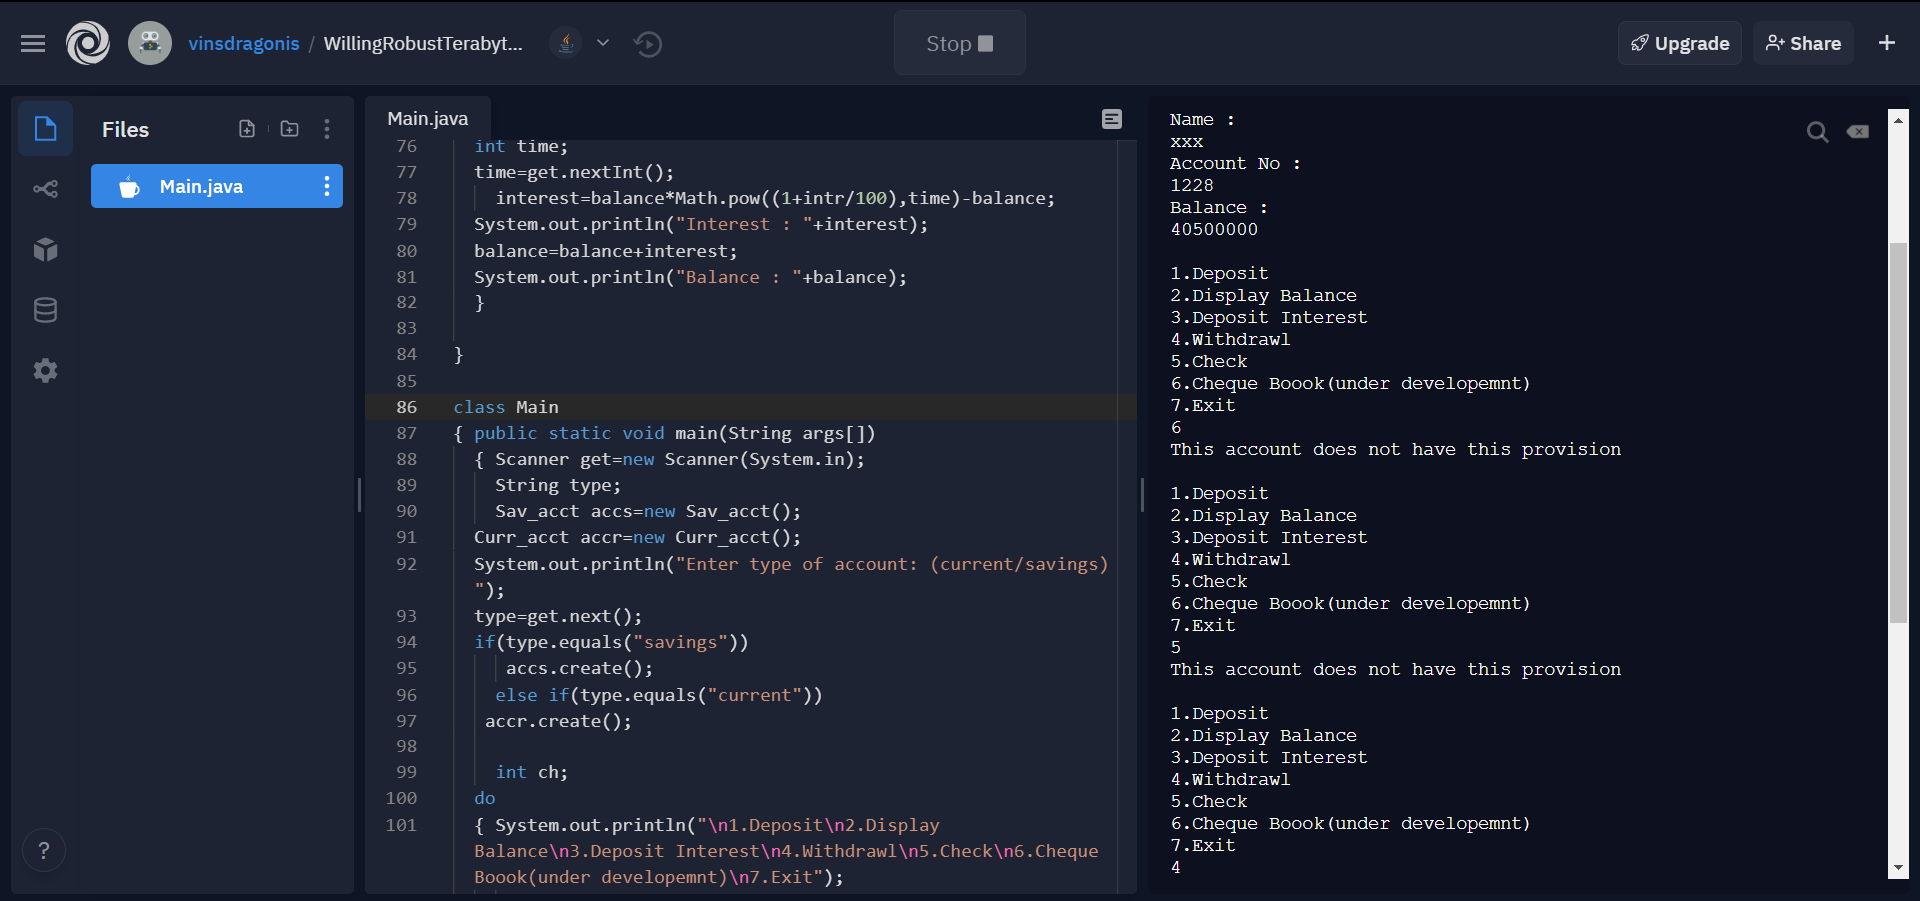 vinsdragonis / WillingRobustTerabyt...
Stop
Upgrade
Share
Files
Main.java
?
Main.java
76 int time;
77 time=get.nextInt();
78 interest=balance*Math.pow((1+intr/100),time)-balance;
79 System.out.println("Interest : "+interest);
80 balance=balance+interest;
81 System.out.println("Balance : "+balance);
82 }
83
84 }
85
86 class Main
87 { public static void main(String args[])
88 { Scanner get=new Scanner(System.in);
89 String type;
90 Sav_acct accs=new Sav_acct();
91 Curr_acct accr=new Curr_acct();
92 System.out.println("Enter type of account: (current/savings)
");
93 type=get.next();
94 if(type.equals("savings"))
95 accs.create();
96 else if(type.equals("current"))
97 accr.create();
98
99 int ch;
100 do
101 { System.out.println("\n1.Deposit\n2.Display
Balance\n3.Deposit Interest\n4.Withdrawl\n5.Check\n6.Cheque
Boook(under developemnt)\n7.Exit");
Name :
xxx
Account No :
1228
Balance :
40500000
1.Deposit
2.Display Balance
3.Deposit Interest
4.Withdrawl
5.Check
6.Cheque Boook(under developemnt)
7.Exit
6
This account does not have this provision
1.Deposit
2.Display Balance
3.Deposit Interest
4.Withdrawl
5.Check
6.Cheque Boook(under developemnt)
7.Exit
5
This account does not have this provision
1.Deposit
2.Display Balance
3.Deposit Interest
4.Withdrawl
5.Check
6.Cheque Boook(under developemnt)
7.Exit
4